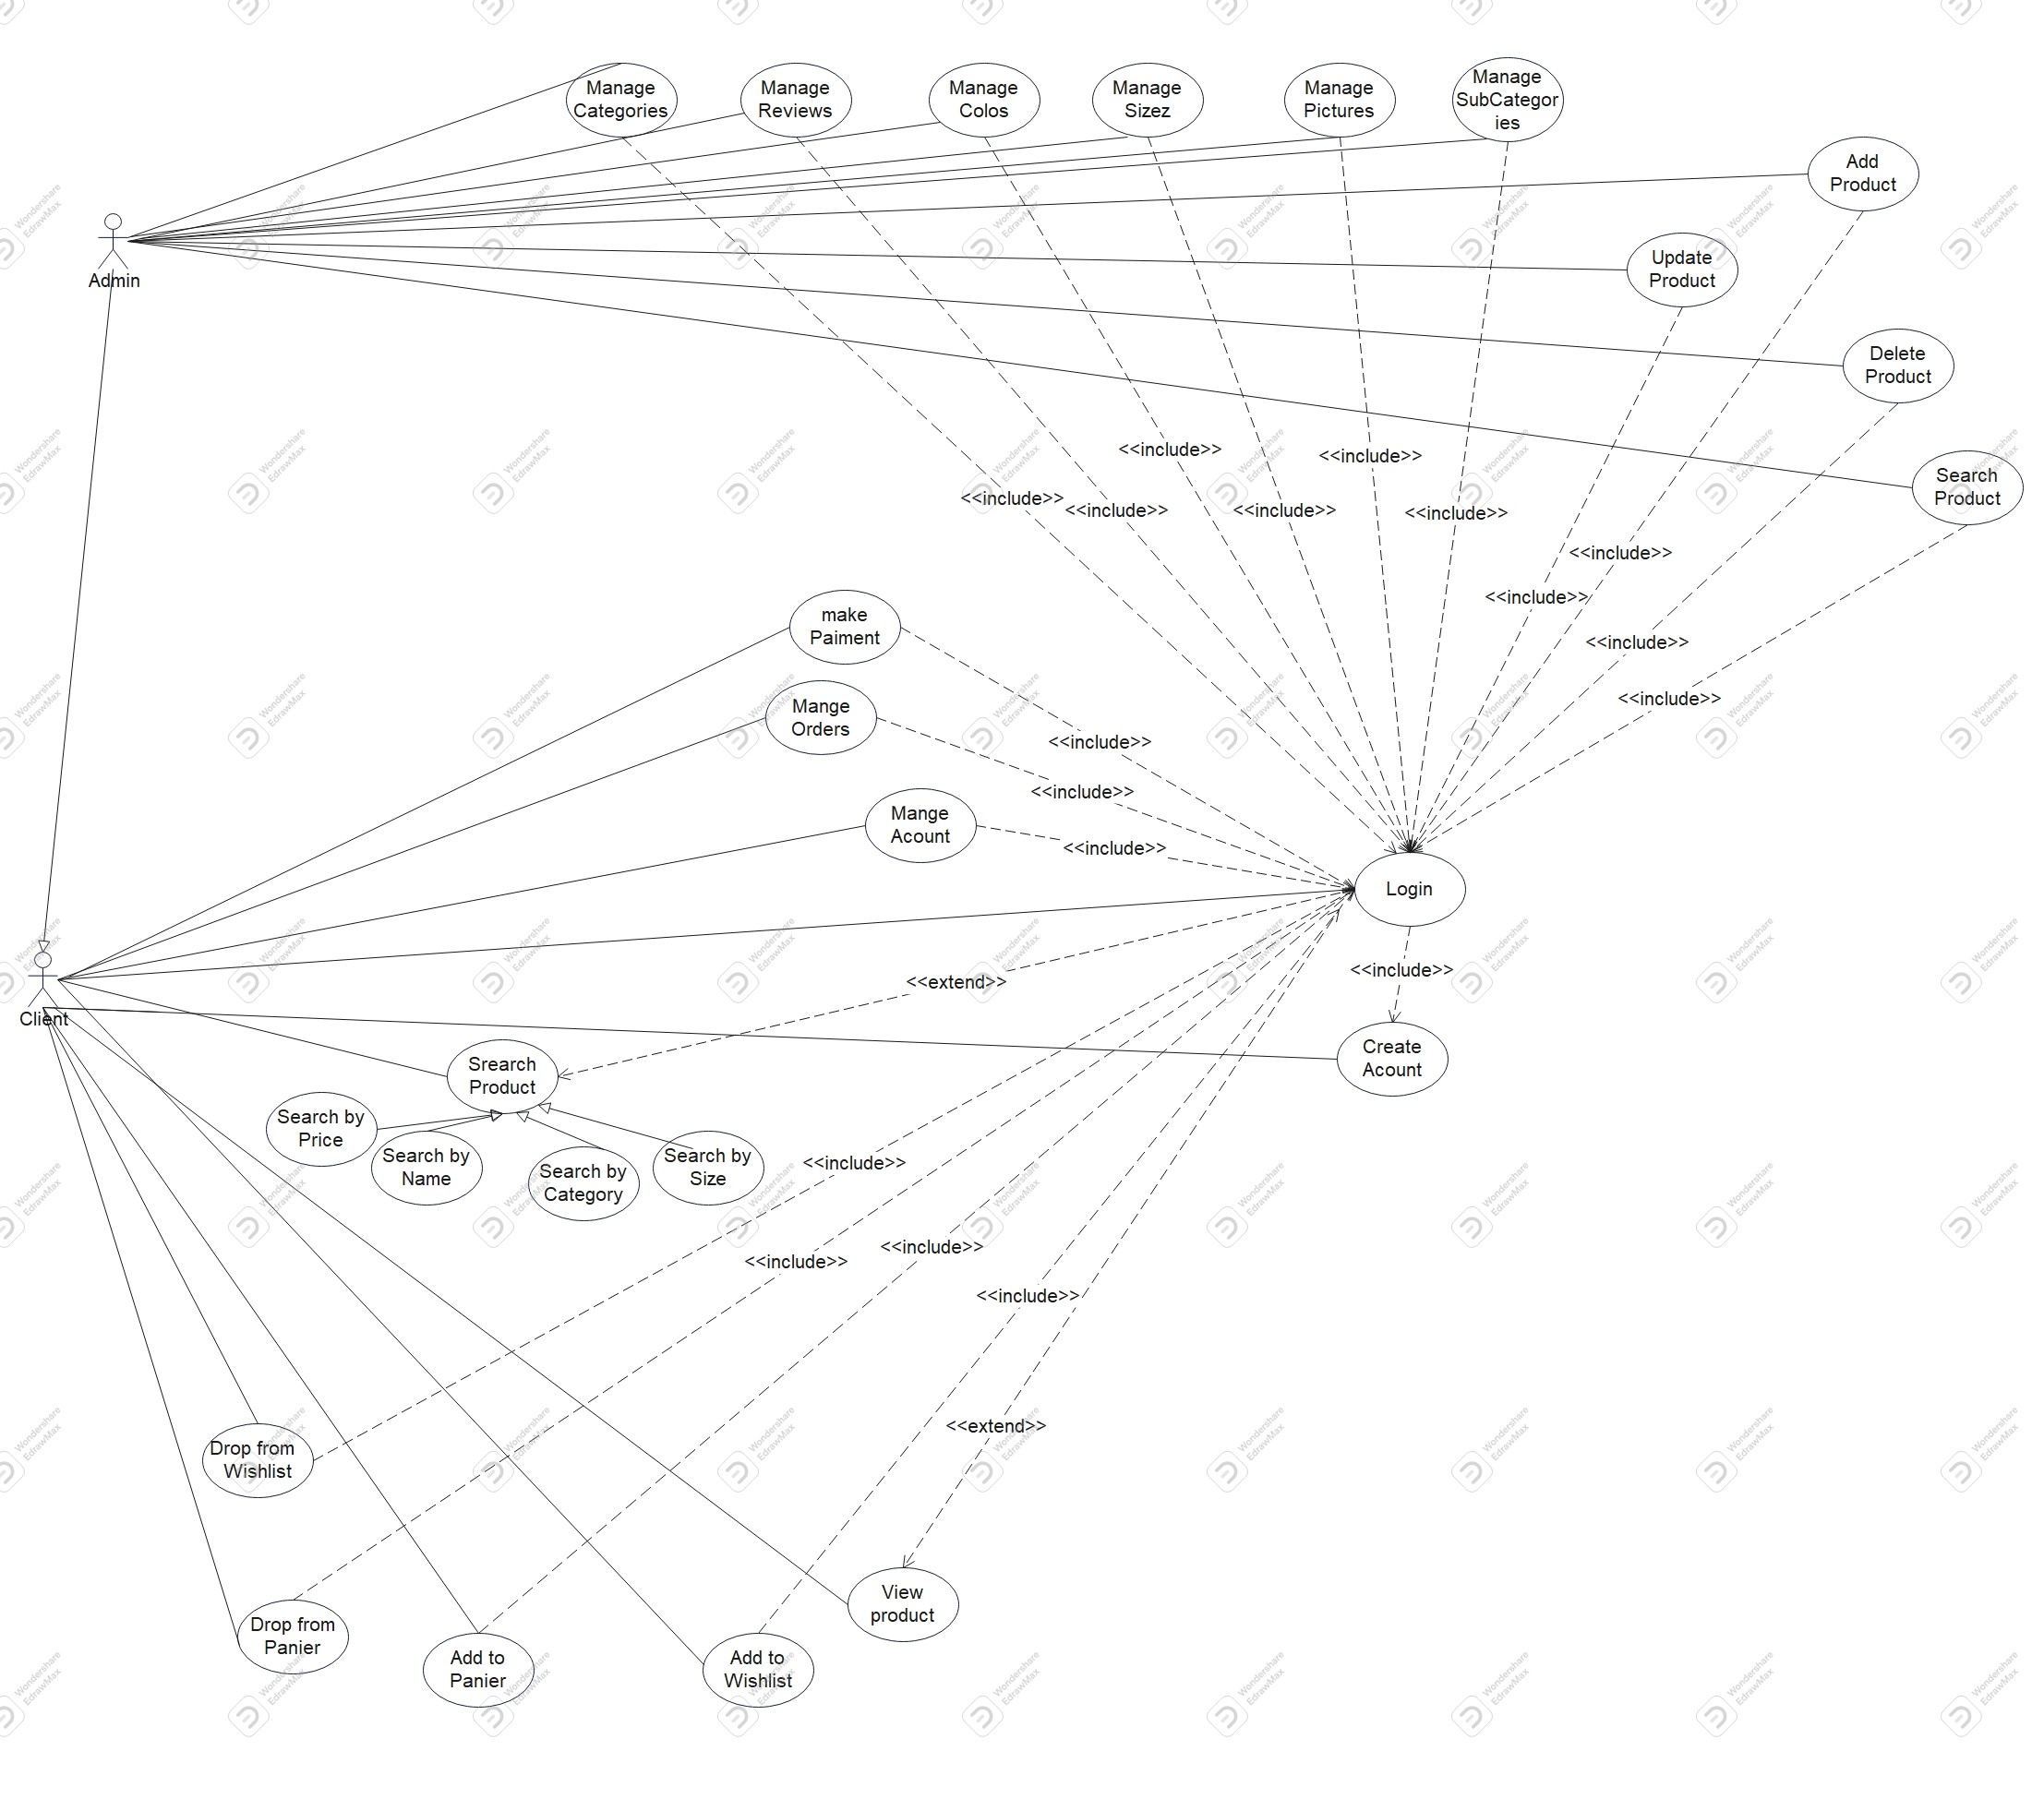 Manage
Categories
Manage
Reviews
Manage
Colos
Manage
Sizez
Manage
Pictures
Manage
SubCategor
ies
Add
Product
Update
Product
Admin
Delete
Product
Search
Product
<<include>>
<<include>>
<<include>>
<<include>>
<<include>>
<<include>>
<<include>>
<<include>>
<<include>>
<<include>>
make
Paiment
Mange
Orders
<<include>>
<<include>>
Mange
Acount
<<include>>
Login
<<include>>
<<extend>>
Client
Create
Acount
Srearch
Product
Search by
Price
Search by
Name
Search by
Category
Search by
Size
<<include>>
<<include>>
<<include>>
<<include>>
<<extend>>
Drop from
Wishlist
View
product
Drop from
Panier
Add to
Panier
Add to
Wishlist
Wondershare
EdrawMax